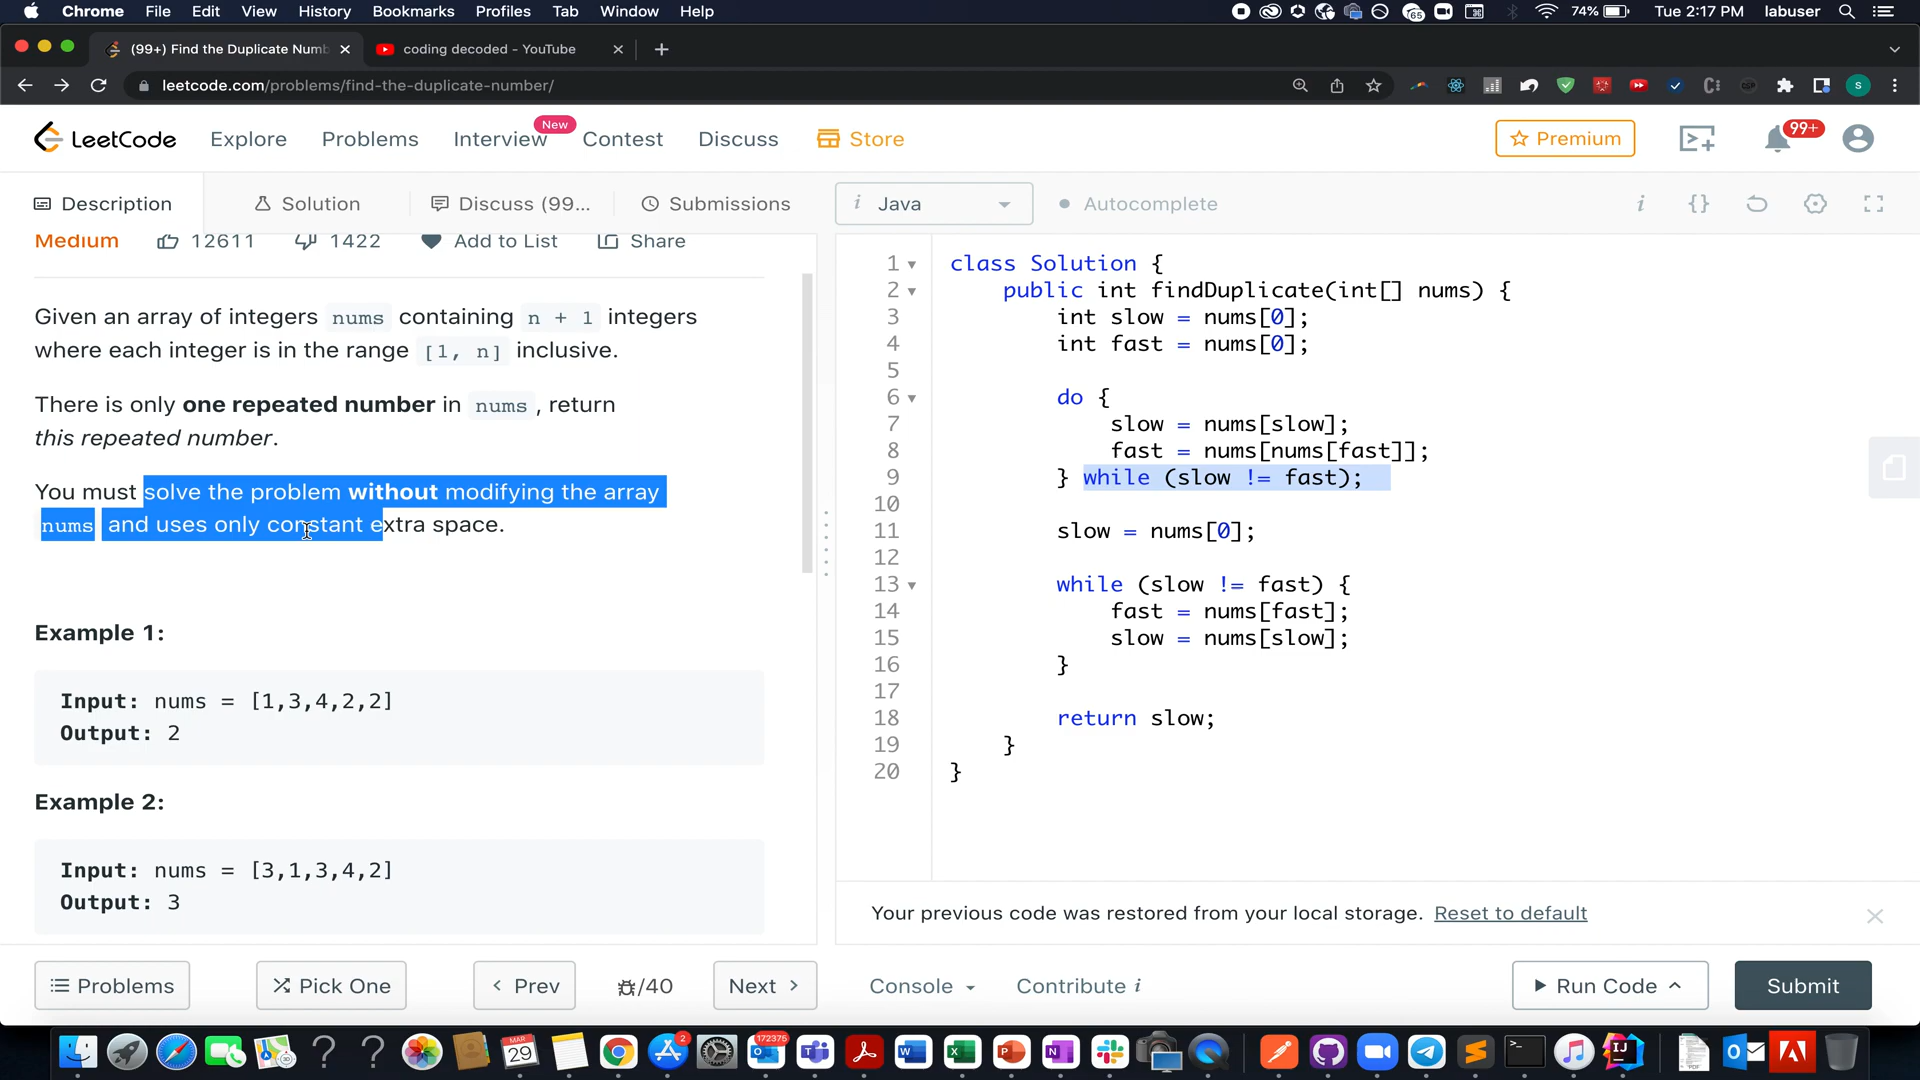 Chrome File Edit View History Bookmarks Profiles Tab Window Help 65 74% Tue 2:17 PM labuser
(99+) Find the Duplicate Numb coding decoded - YouTube
leetcode.com/problems/find-the-duplicate-number/ S
LeetCode Explore Problems Interview New Contest Discuss Store Premium 99+
Description Solution Discuss (99... Submissions i Java Autocomplete i {}
Medium 12611 1422 Add to List Share
Given an array of integers nums containing n + 1 integers
where each integer is in the range [1, n] inclusive.
There is only one repeated number in nums , return
this repeated number.
You must solve the problem without modifying the array
nums and uses only constant extra space.
Example 1:
Input: nums = [1,3,4,2,2]
Output: 2
Example 2:
Input: nums = [3,1,3,4,2]
Output: 3
1 class Solution {
2 public int findDuplicate(int[] nums) {
3 int slow = nums[0];
4 int fast = nums[0];
5
6 do {
7 slow = nums[slow];
8 fast = nums[nums[fast]];
9 } while (slow != fast);
10
11 slow = nums[0];
12
13 while (slow != fast) {
14 fast = nums[fast];
15 slow = nums[slow];
16 }
17
18 return slow;
19 }
20 }
Your previous code was restored from your local storage. Reset to default
Problems Pick One Prev /40 Next Console Contribute i Run Code Submit
MAR 29 2 172376